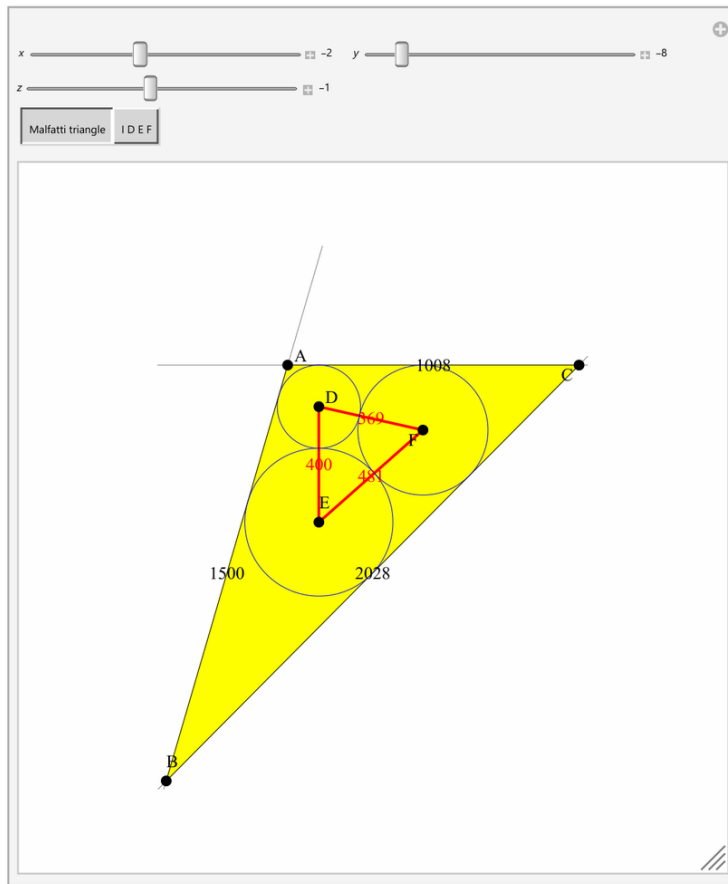 x -2 y -8
z -1
Malfatti triangle I D E F
A
1008
C
D
369
F
400
481
E
1500
2028
B